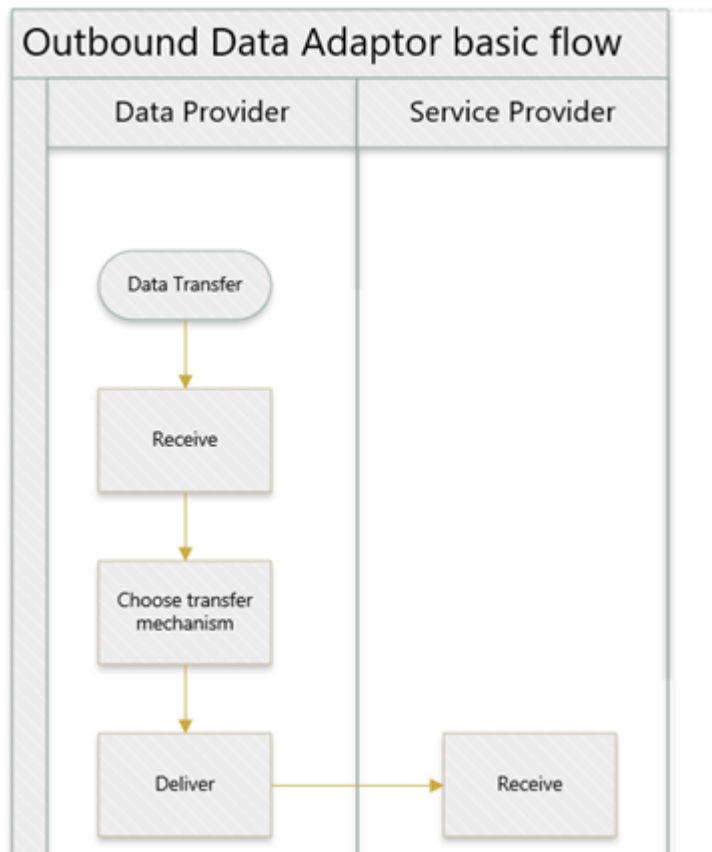 Outbound Data Adaptor basic flow
Data Provider
Service Provider
Data Transfer
Receive
Choose transfer
mechanism
Deliver
Receive